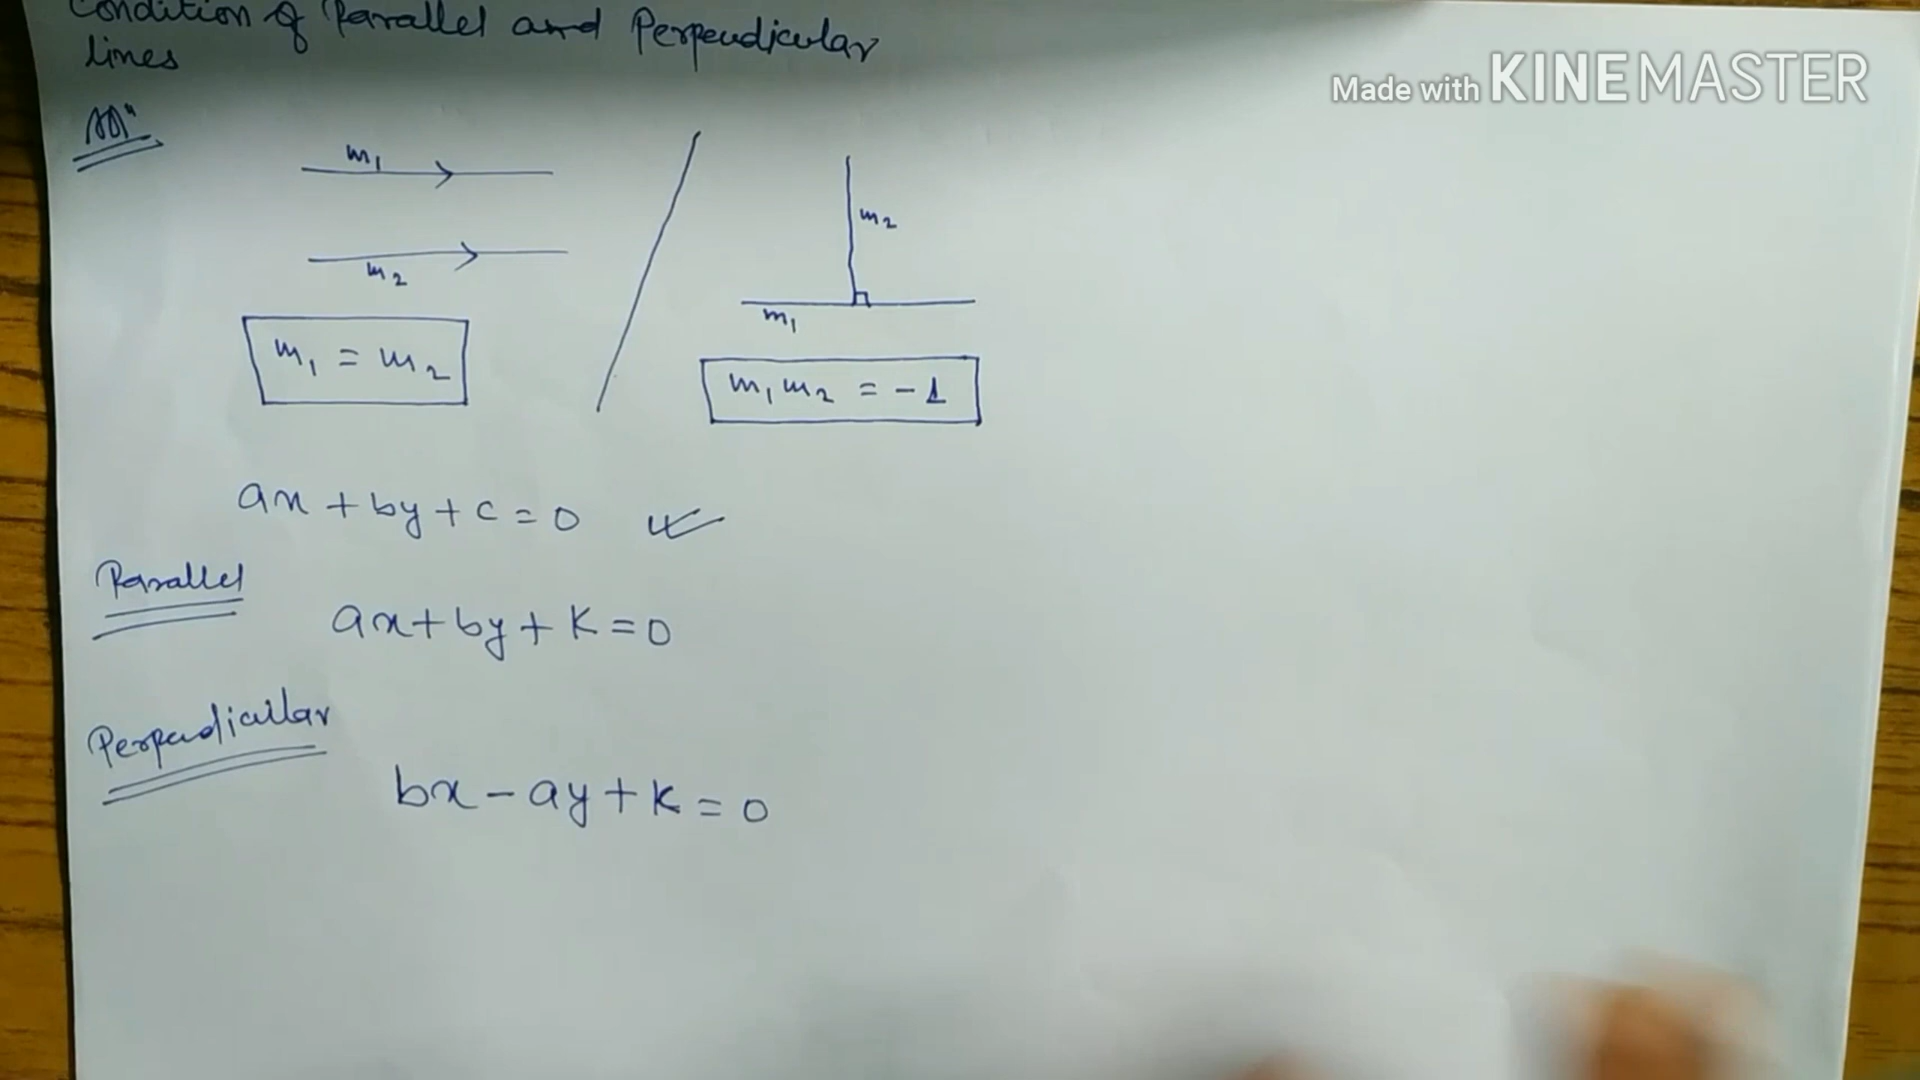 Condition of Parallel and Perpendicular
lines
Made with KINEMASTER
m₁
m₂
m₁ = m₂
m₂
m₁
m₁m₂ = -1
ax + by + c = 0
Parallel
ax + by + K = 0
Perpendicular
bx - ay + K = 0